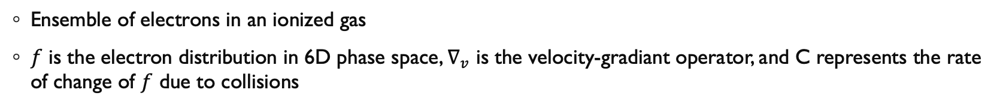 ◦ Ensemble of electrons in an ionized gas
◦ f is the electron distribution in 6D phase space, ∇ᵥ is the velocity-gradiant operator, and C represents the rate
of change of f due to collisions